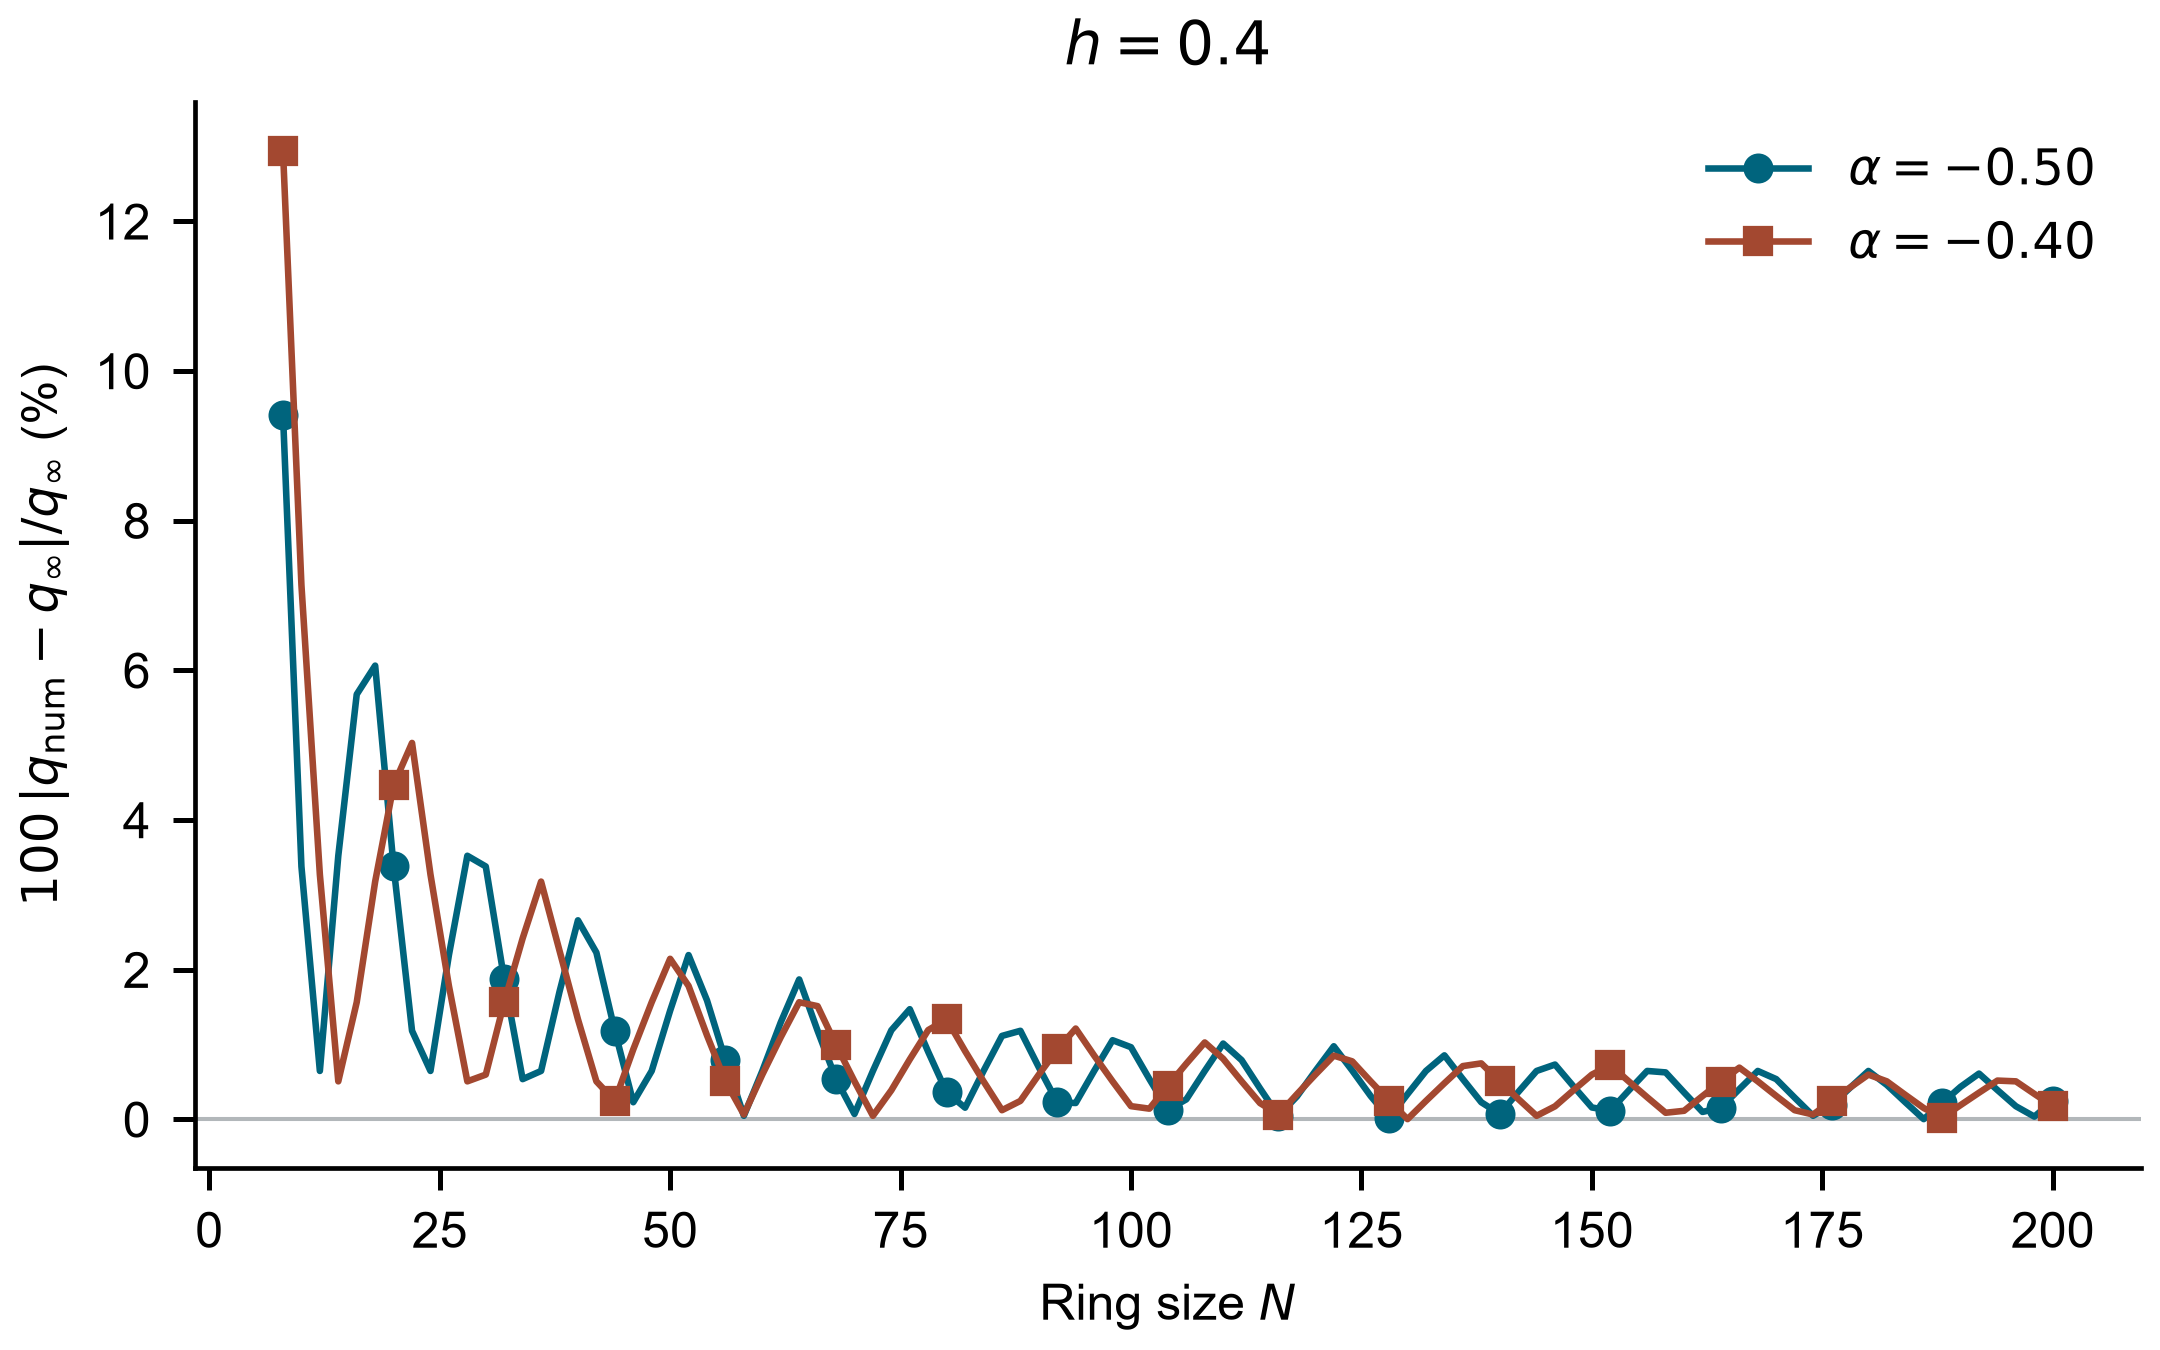 h = 0.4
100 |q_num − q_∞|/q_∞ (%)
12
10
8
6
4
2
0
α = −0.50
α = −0.40
0 25 50 75 100 125 150 175 200
Ring size N